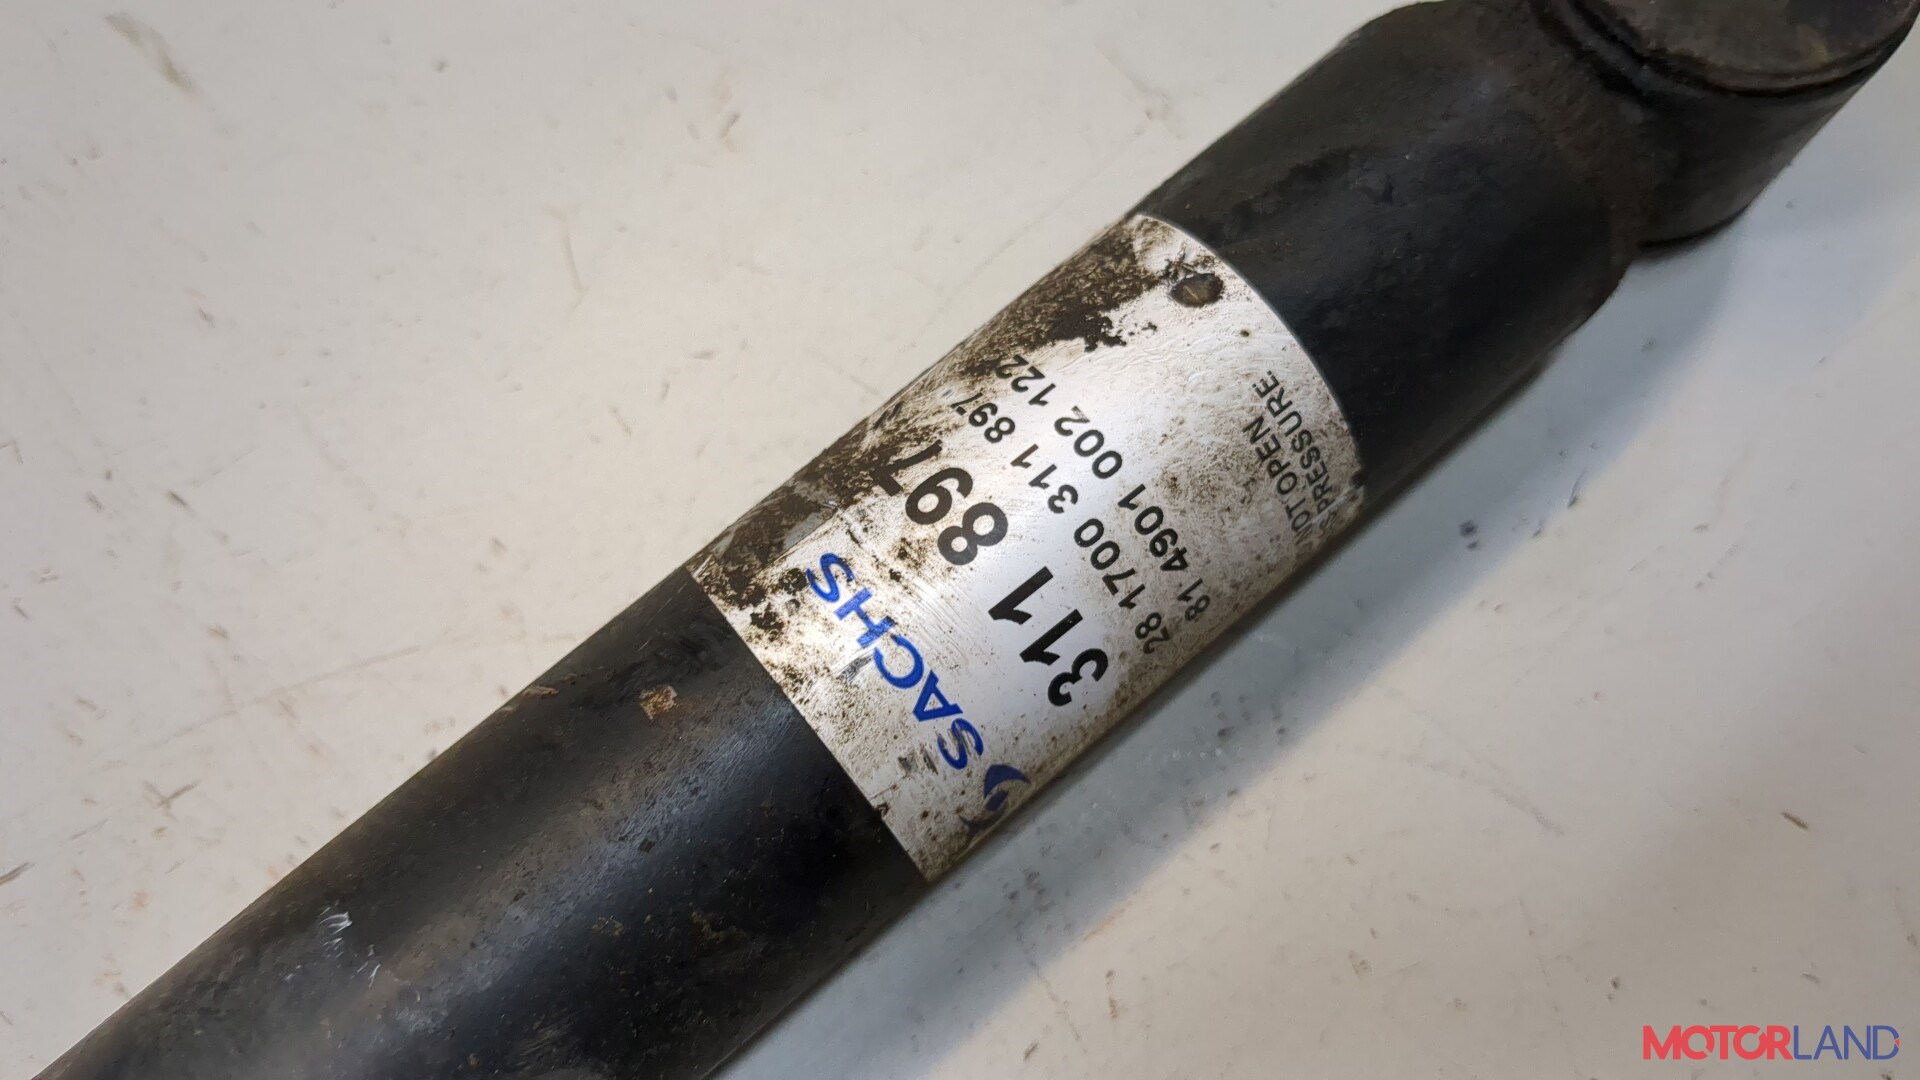 SACHS
311 897
28 1700 311 897
81 4901 002 122
NOT OPEN
PRESSURE
MOTORLAND